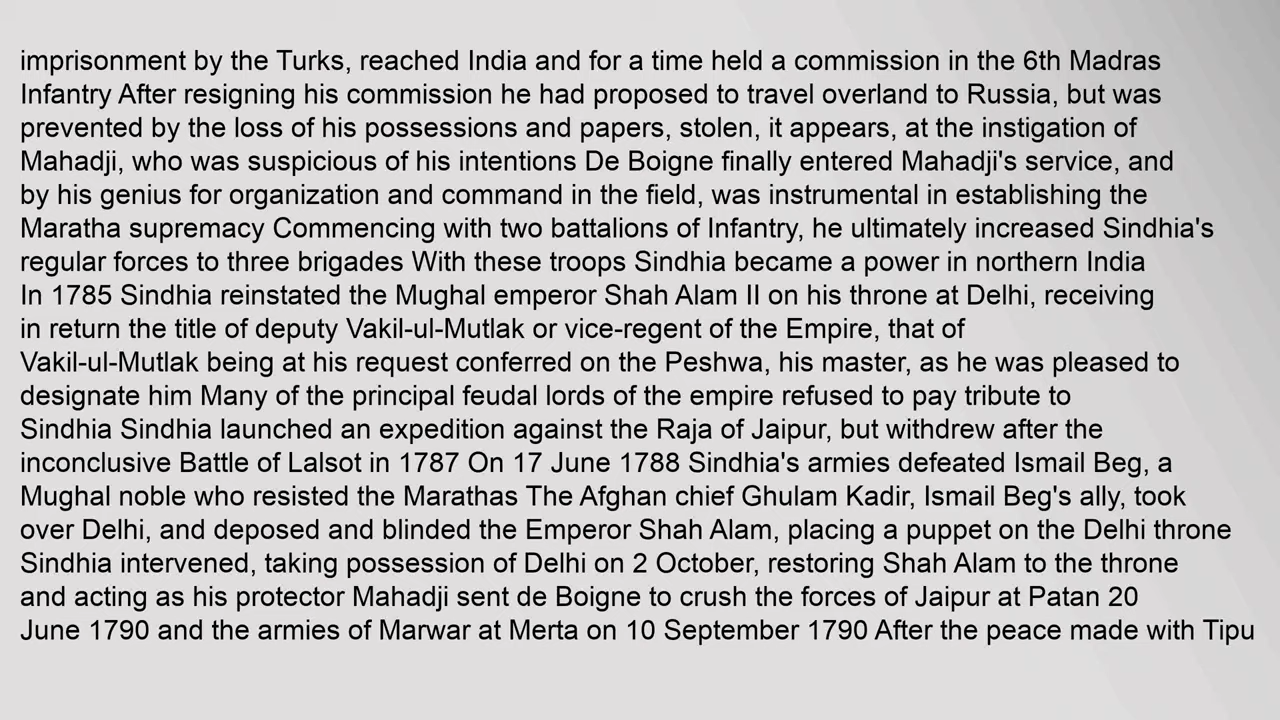 imprisonment by the Turks, reached India and for a time held a commission in the 6th Madras
Infantry After resigning his commission he had proposed to travel overland to Russia, but was
prevented by the loss of his possessions and papers, stolen, it appears, at the instigation of
Mahadji, who was suspicious of his intentions De Boigne finally entered Mahadji's service, and
by his genius for organization and command in the field, was instrumental in establishing the
Maratha supremacy Commencing with two battalions of Infantry, he ultimately increased Sindhia's
regular forces to three brigades With these troops Sindhia became a power in northern India
In 1785 Sindhia reinstated the Mughal emperor Shah Alam II on his throne at Delhi, receiving
in return the title of deputy Vakil-ul-Mutlak or vice-regent of the Empire, that of
Vakil-ul-Mutlak being at his request conferred on the Peshwa, his master, as he was pleased to
designate him Many of the principal feudal lords of the empire refused to pay tribute to
Sindhia Sindhia launched an expedition against the Raja of Jaipur, but withdrew after the
inconclusive Battle of Lalsot in 1787 On 17 June 1788 Sindhia's armies defeated Ismail Beg, a
Mughal noble who resisted the Marathas The Afghan chief Ghulam Kadir, Ismail Beg's ally, took
over Delhi, and deposed and blinded the Emperor Shah Alam, placing a puppet on the Delhi throne
Sindhia intervened, taking possession of Delhi on 2 October, restoring Shah Alam to the throne
and acting as his protector Mahadji sent de Boigne to crush the forces of Jaipur at Patan 20
June 1790 and the armies of Marwar at Merta on 10 September 1790 After the peace made with Tipu